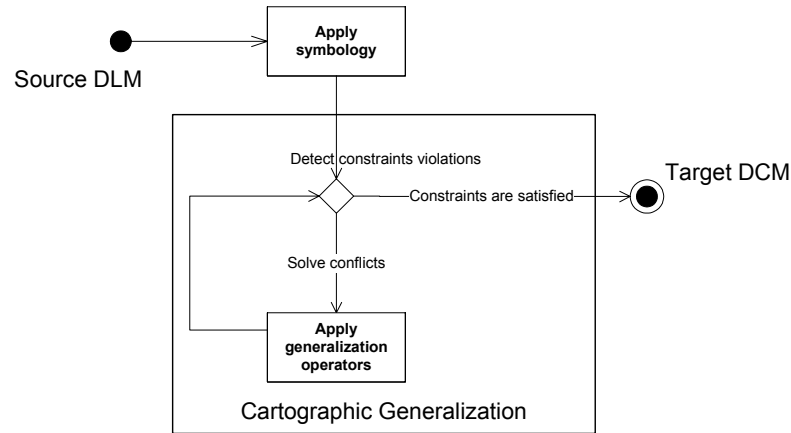 Apply
symbology
Source DLM
Detect constraints violations
Target DCM
Constraints are satisfied
Solve conflicts
Apply
generalization
operators
Cartographic Generalization